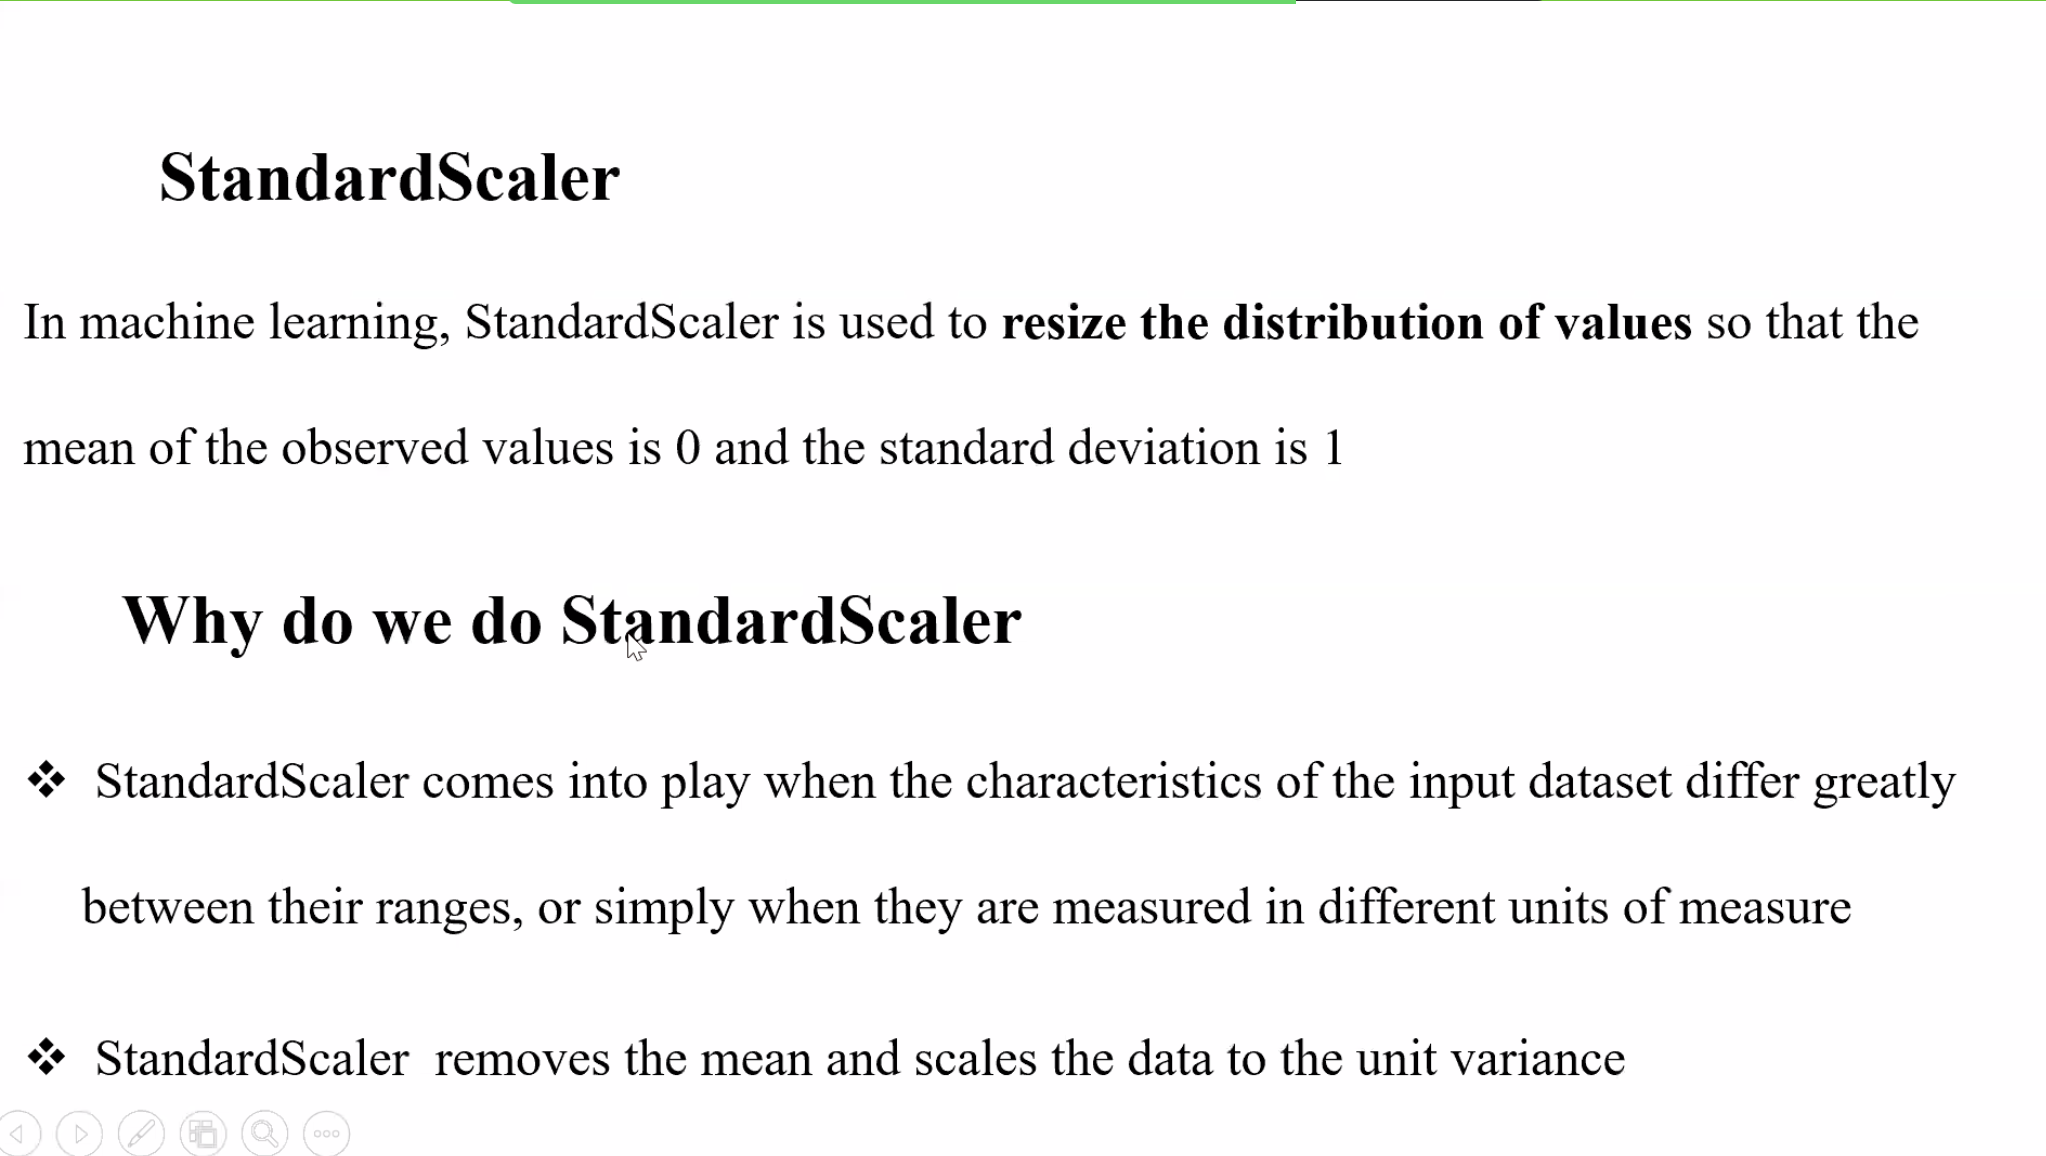 StandardScaler
In machine learning, StandardScaler is used to resize the distribution of values so that the
mean of the observed values is 0 and the standard deviation is 1
Why do we do StandardScaler
❖ StandardScaler comes into play when the characteristics of the input dataset differ greatly
between their ranges, or simply when they are measured in different units of measure
❖ StandardScaler removes the mean and scales the data to the unit variance